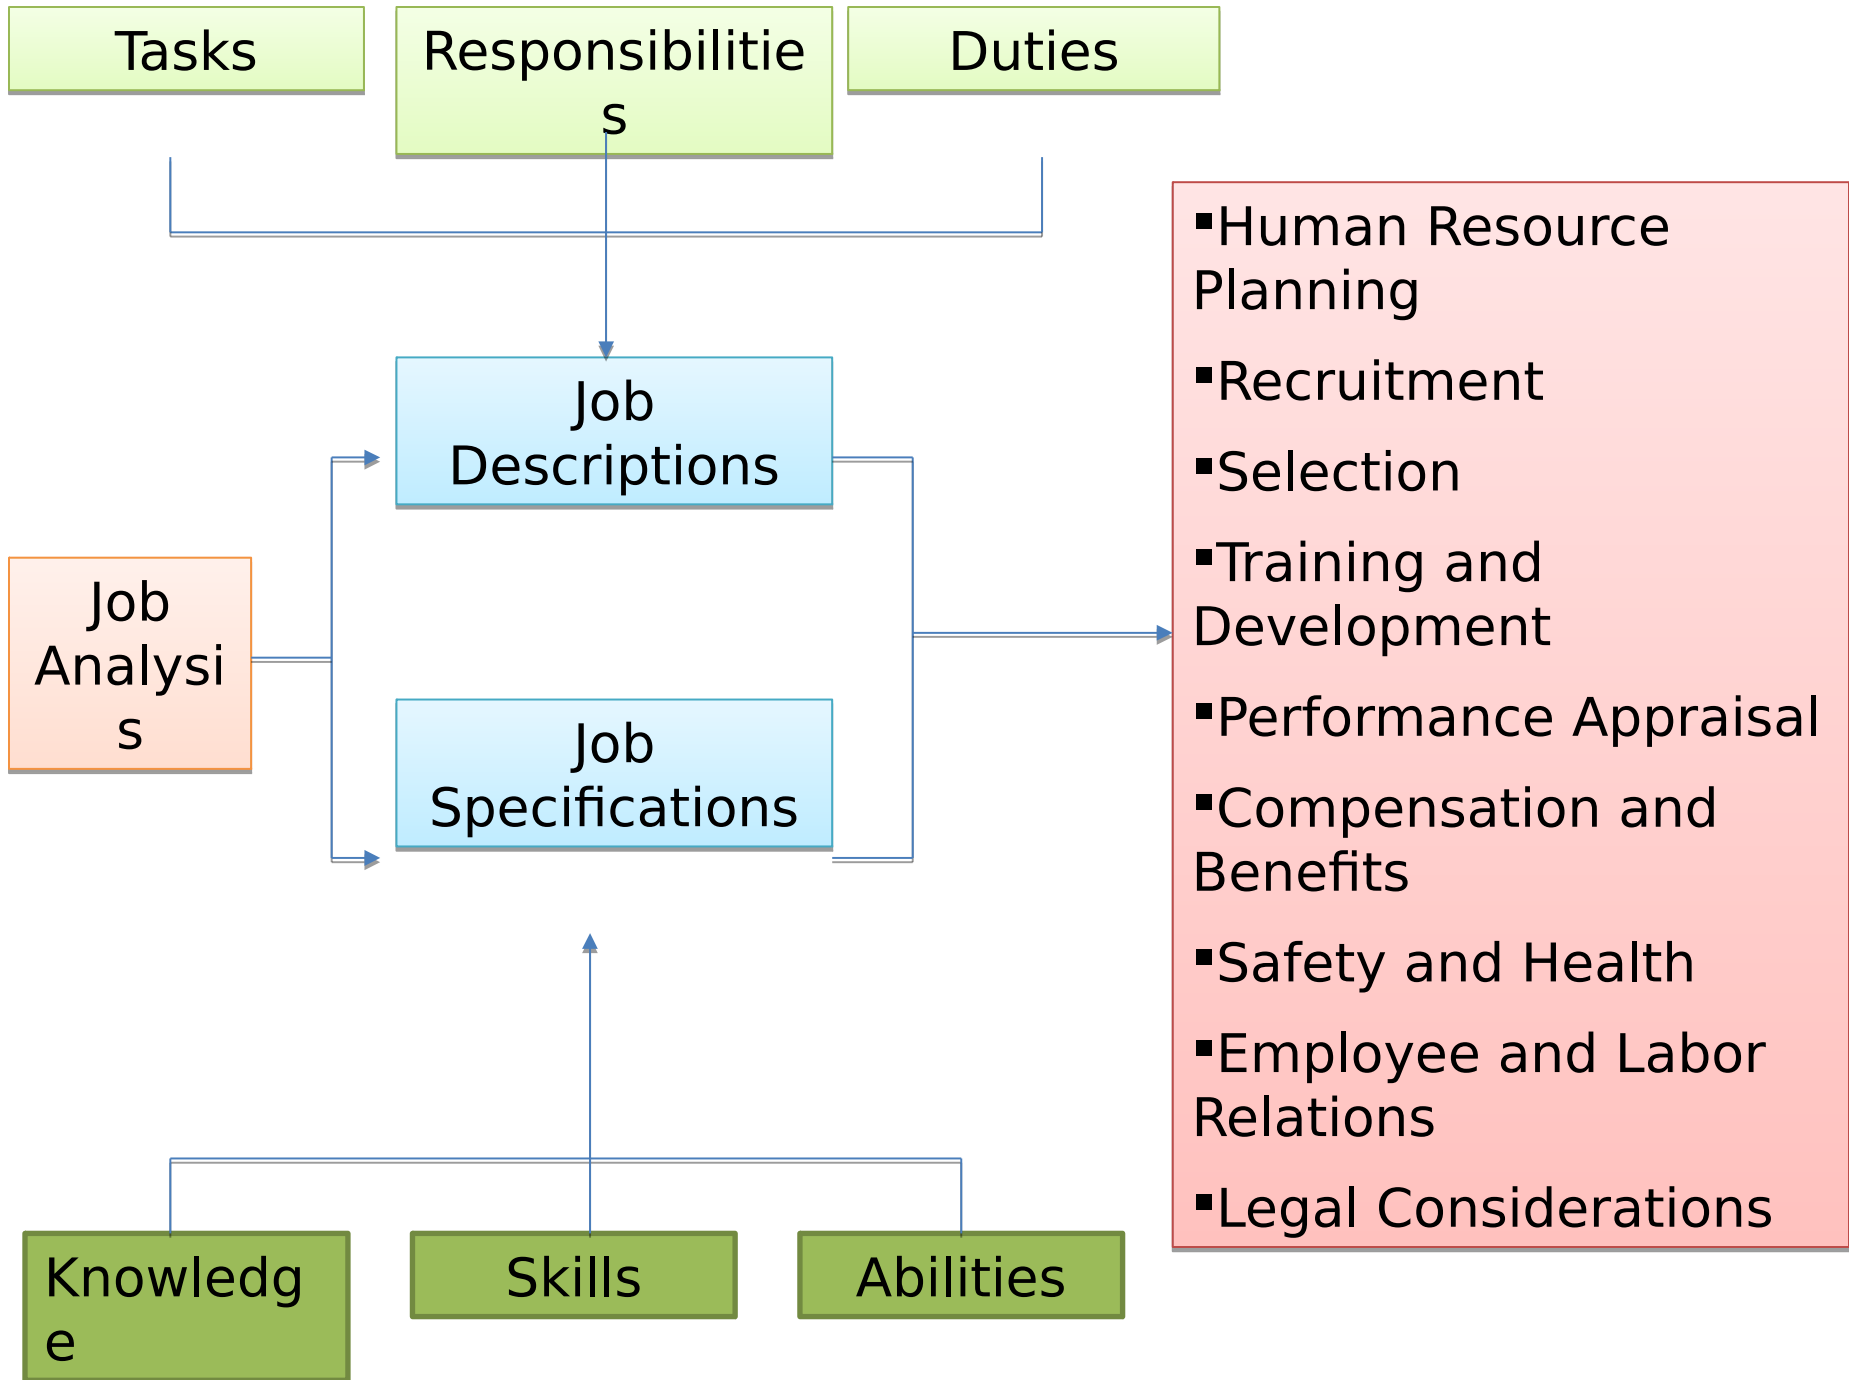 Tasks
Responsibilitie
s
Duties
Job
Descriptions
Job
Analysi
s
Job
Specifications
Knowledg
e
Skills
Abilities
▪Human Resource
Planning
▪Recruitment
▪Selection
▪Training and
Development
▪Performance Appraisal
▪Compensation and
Benefits
▪Safety and Health
▪Employee and Labor
Relations
▪Legal Considerations